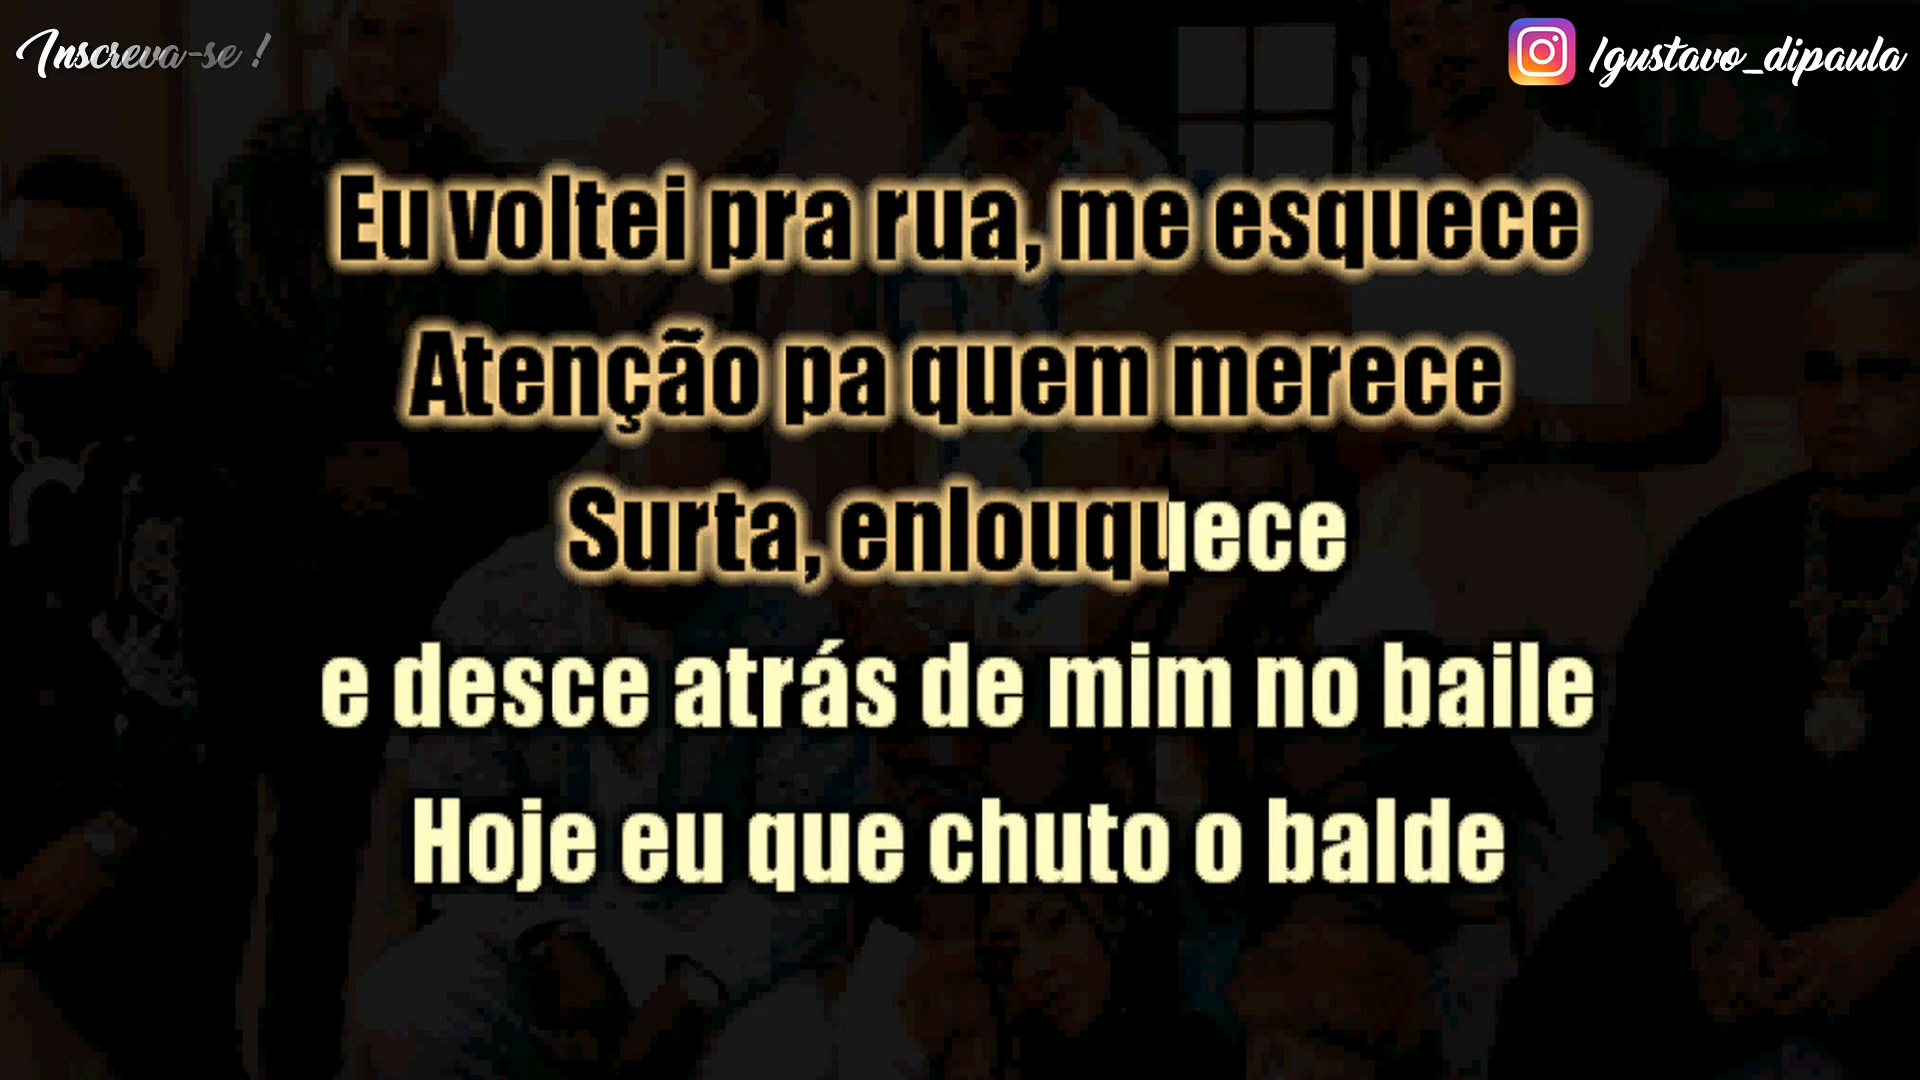 Inscreva-se !
/gustavo_dipaula
Eu voltei pra rua, me esquece
Atenção pa quem merece
Surta, enlouquece
e desce atrás de mim no baile
Hoje eu que chuto o balde